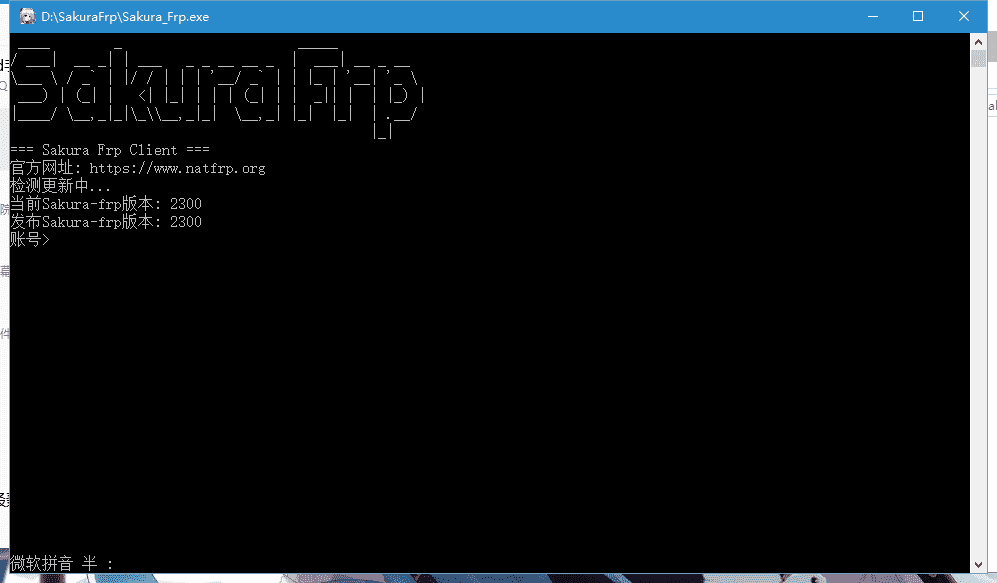 D:\SakuraFrp\Sakura_Frp.exe
Sakura Frp
=== Sakura Frp Client ===
官方网址: https://www.natfrp.org
检测更新中...
当前Sakura-frp版本: 2300
发布Sakura-frp版本: 2300
账号>
微软拼音 半 :